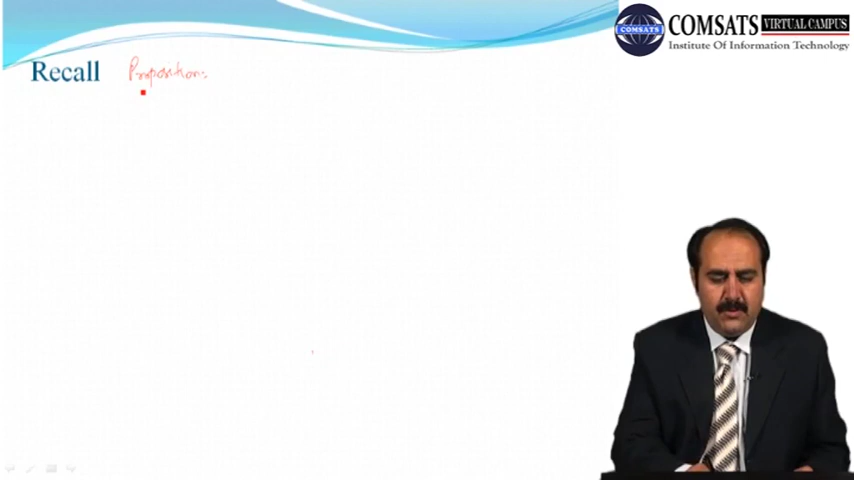 COMSATS VIRTUAL CAMPUS
COMSATS
Institute Of Information Technology
Recall Propositions